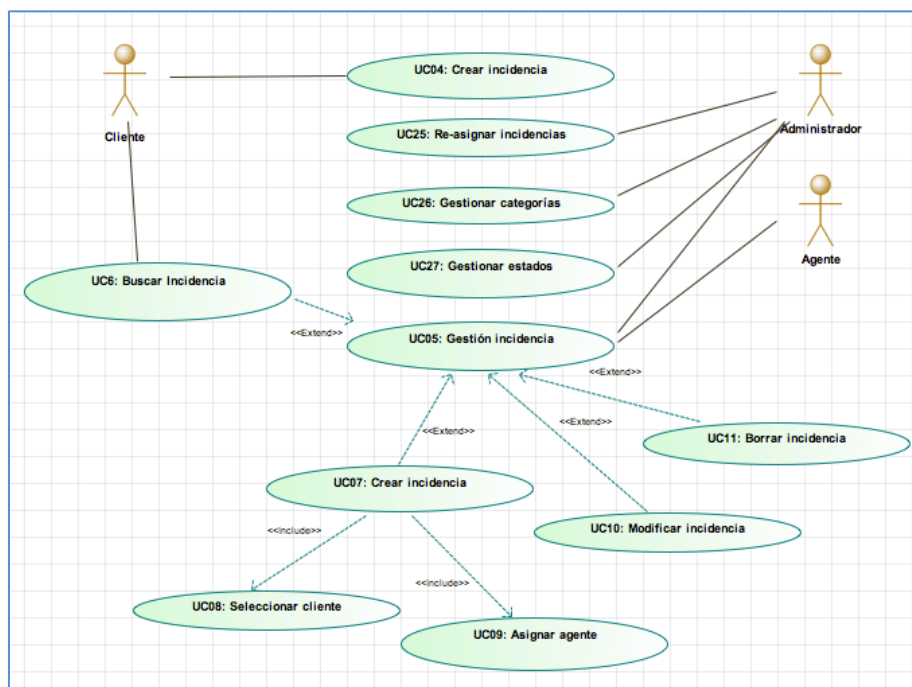 UC04: Crear incidencia
Cliente
UC25: Re-asignar incidencias
Administrador
UC26: Gestionar categorías
Agente
UC27: Gestionar estados
UC6: Buscar Incidencia
<<Extend>>
UC05: Gestión incidencia
<<Extend>>
<<Extend>>
<<Extend>>
UC11: Borrar incidencia
UC07: Crear incidencia
<<Include>>
UC10: Modificar incidencia
<<Include>>
UC08: Seleccionar cliente
UC09: Asignar agente